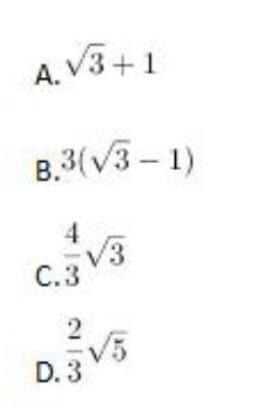 A. √3 + 1
B. 3(√3 − 1)
C. 4/3 √3
D. 2/3 √5